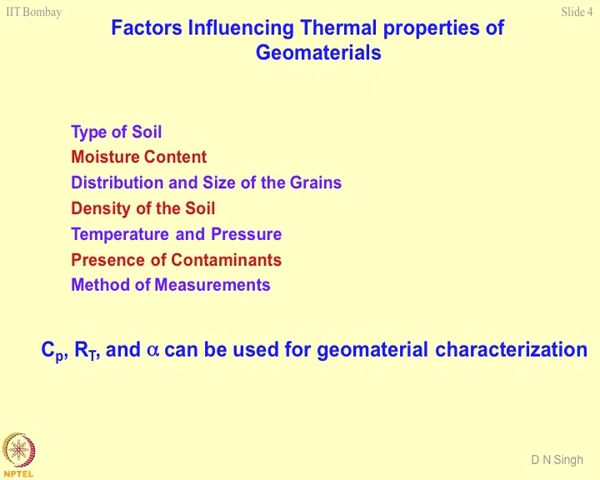 IIT Bombay
Slide 4
Factors Influencing Thermal properties of
Geomaterials
Type of Soil
Moisture Content
Distribution and Size of the Grains
Density of the Soil
Temperature and Pressure
Presence of Contaminants
Method of Measurements
Cp, RT, and α can be used for geomaterial characterization
D N Singh
NPTEL